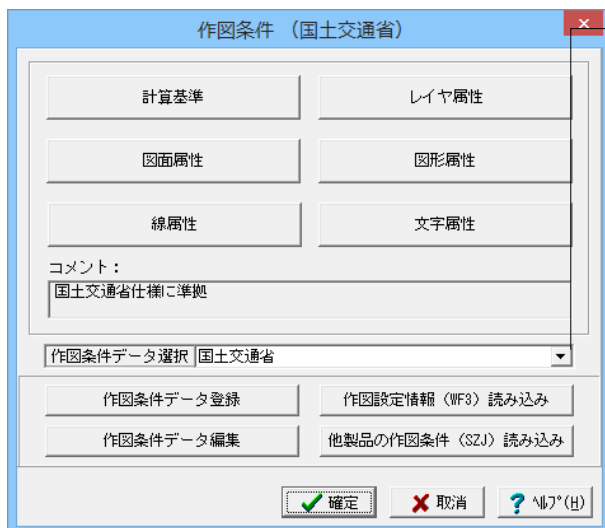 作図条件 （国土交通省）
計算基準 レイヤ属性
図面属性 図形属性
線属性 文字属性
コメント：
国土交通省仕様に準拠
作図条件データ選択 国土交通省
作図条件データ登録 作図設定情報（WF3）読み込み
作図条件データ編集 他製品の作図条件（SZJ）読み込み
確定 取消 ﾍﾙﾌﾟ(H)